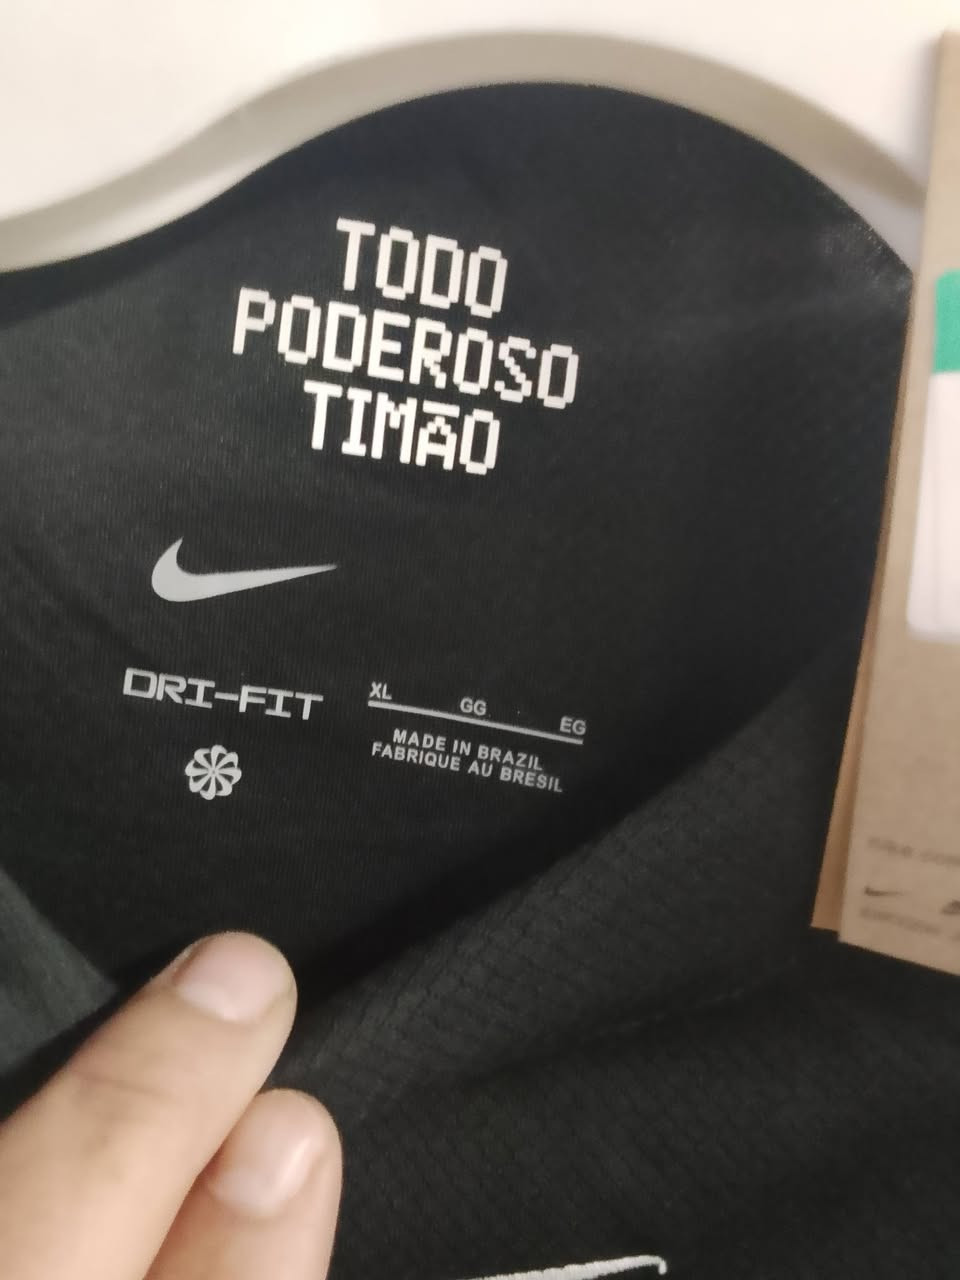 TODO
PODEROSO
TIMÃO
DRI-FIT
XL GG EG
MADE IN BRAZIL
FABRIQUE AU BRESIL